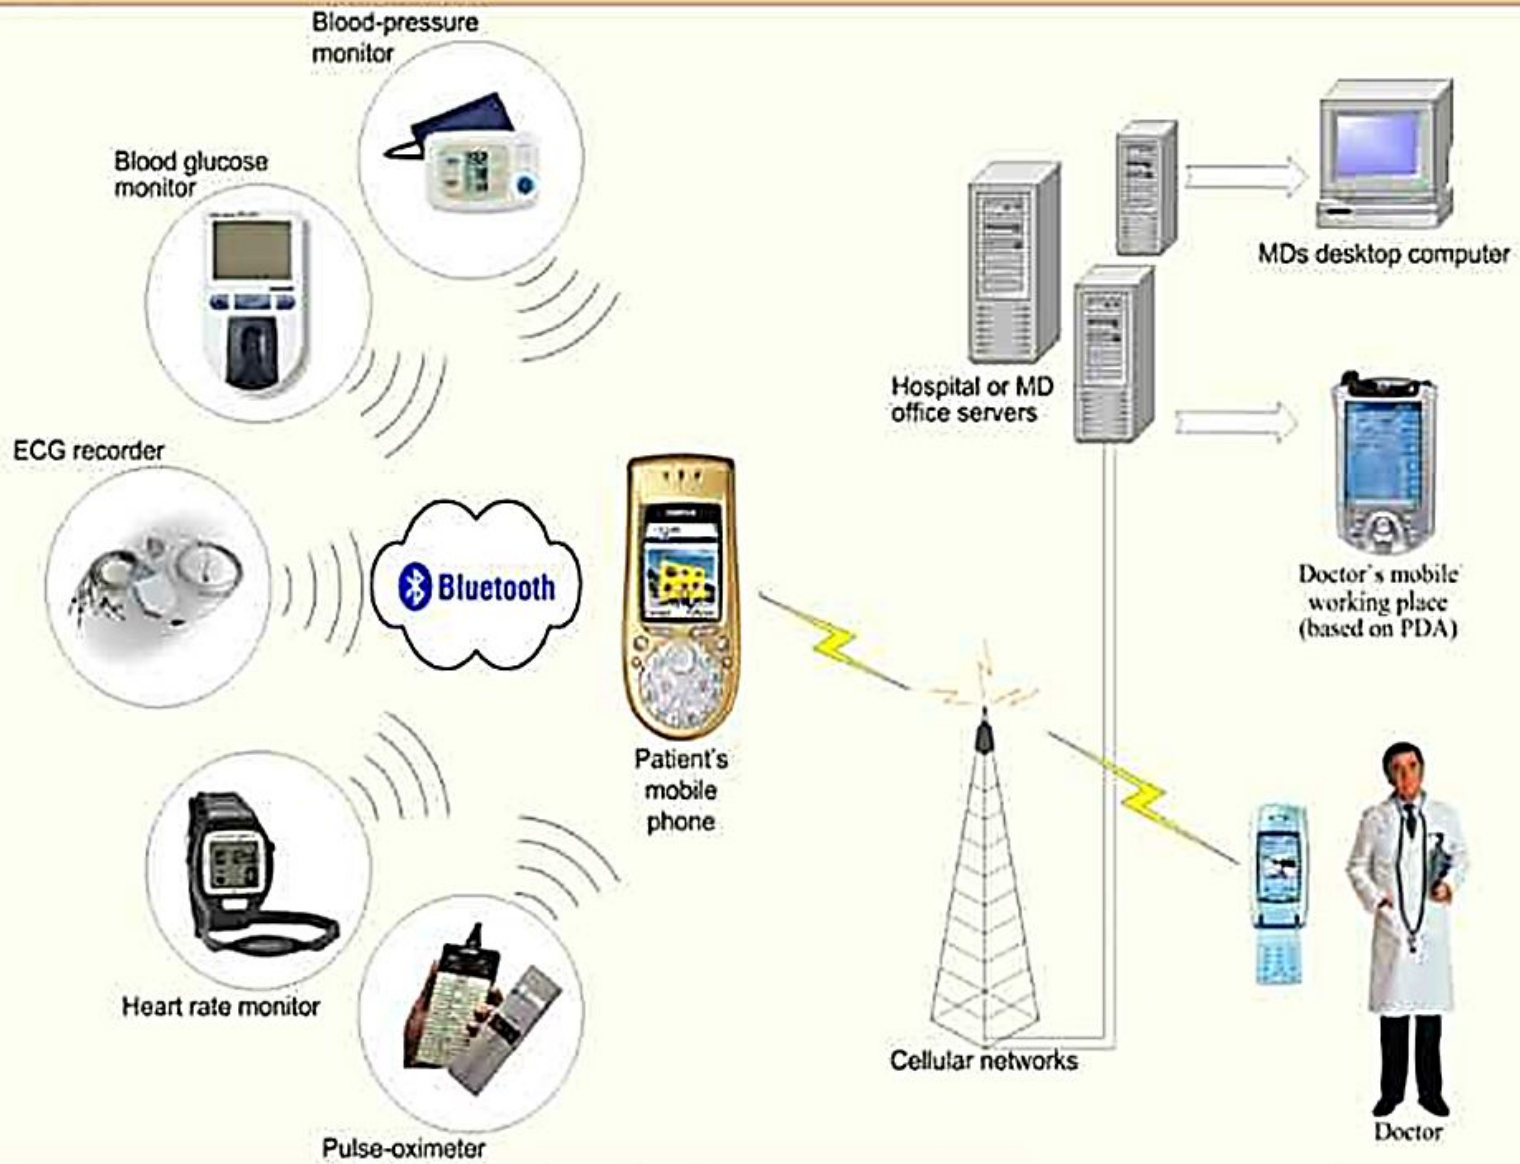 Blood-pressure
monitor
Blood glucose
monitor
ECG recorder
Bluetooth
Heart rate monitor
Pulse-oximeter
Patient's
mobile
phone
Hospital or MD
office servers
MDs desktop computer
Doctor's mobile
working place
(based on PDA)
Cellular networks
Doctor